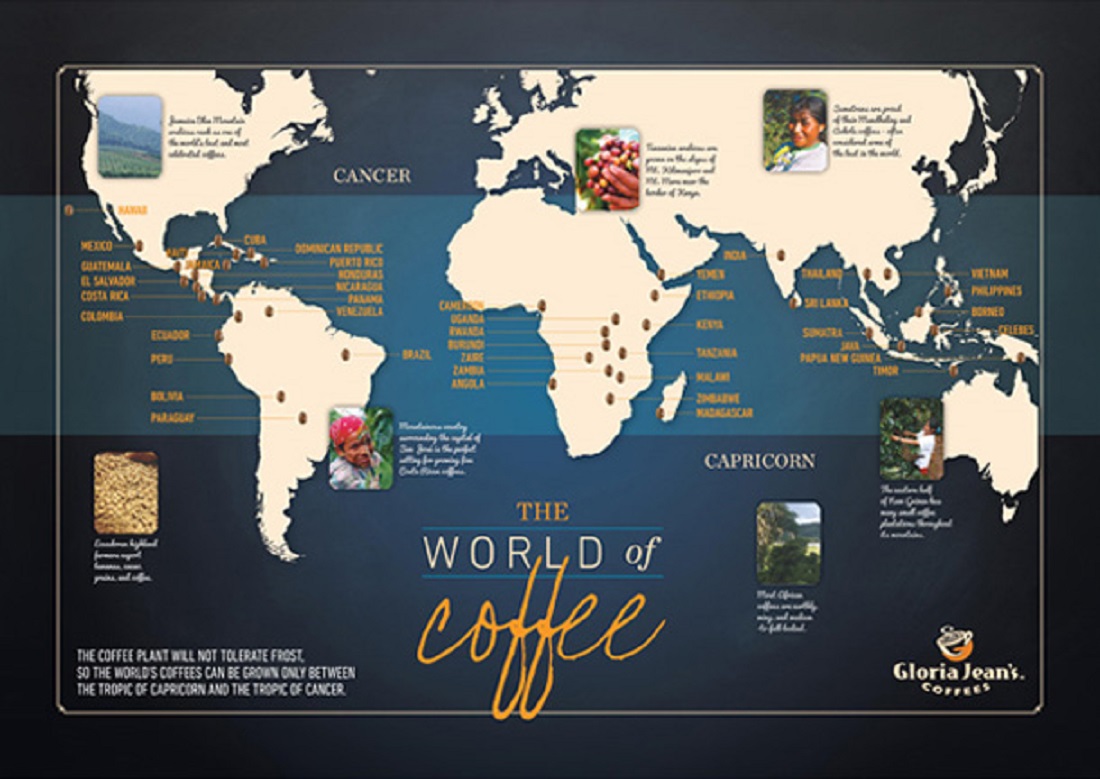 Jamaica Blue Mountain
arabicas rank as one of
the world's best and most
celebrated coffees.
Sumatrans are proud
of their Mandheling and
Ankola coffees - often
considered some of
the best in the world.
Tanzania arabicas are
grown on the slopes of
Mt. Kilimanjaro and
Mt. Meru near the
border of Kenya.
CANCER
HAWAII
MEXICO
GUATEMALA
EL SALVADOR
COSTA RICA
COLOMBIA
ECUADOR
PERU
BOLIVIA
PARAGUAY
HAITI
JAMAICA
CUBA
DOMINICAN REPUBLIC
PUERTO RICO
HONDURAS
NICARAGUA
PANAMA
VENEZUELA
BRAZIL
CAMEROON
UGANDA
RWANDA
BURUNDI
ZAIRE
ZAMBIA
ANGOLA
INDIA
YEMEN
ETHIOPIA
KENYA
TANZANIA
MALAWI
ZIMBABWE
MADAGASCAR
THAILAND
SRI LANKA
SUMATRA
JAVA
PAPUA NEW GUINEA
TIMOR
VIETNAM
PHILIPPINES
BORNEO
CELEBES
Mountainous country
surrounding the capital of
San José is the perfect
setting for growing fine
Costa Rican coffees.
CAPRICORN
The eastern half
of New Guinea has
many small coffee
plantations throughout
its mountains.
highland
farmers export
bananas, cocoa,
grains, and coffee.
Most African
coffees are earthly,
winy, and medium
to full bodied.
THE
WORLD of
coffee
THE COFFEE PLANT WILL NOT TOLERATE FROST,
SO THE WORLD'S COFFEES CAN BE GROWN ONLY BETWEEN
THE TROPIC OF CAPRICORN AND THE TROPIC OF CANCER.
Gloria Jean's.
COFFEES